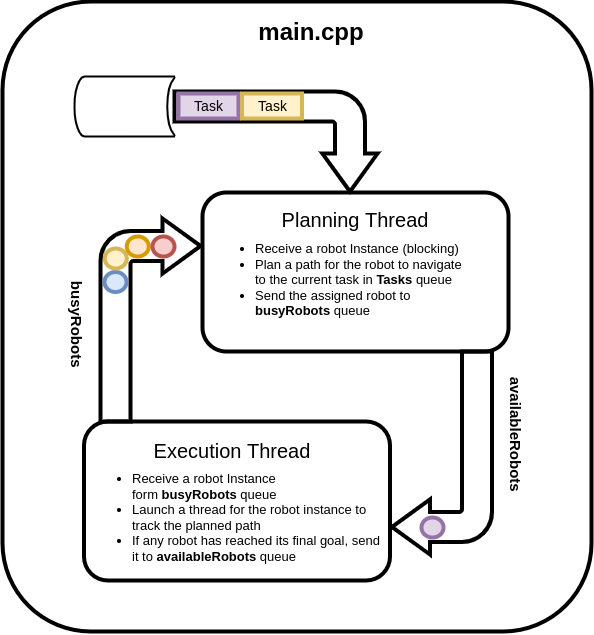 main.cpp
Task Task
Planning Thread
• Receive a robot Instance (blocking)
• Plan a path for the robot to navigate
to the current task in Tasks queue
• Send the assigned robot to
busyRobots queue
busyRobots
availableRobots
Execution Thread
• Receive a robot Instance
form busyRobots queue
• Launch a thread for the robot instance to
track the planned path
• If any robot has reached its final goal, send
it to availableRobots queue